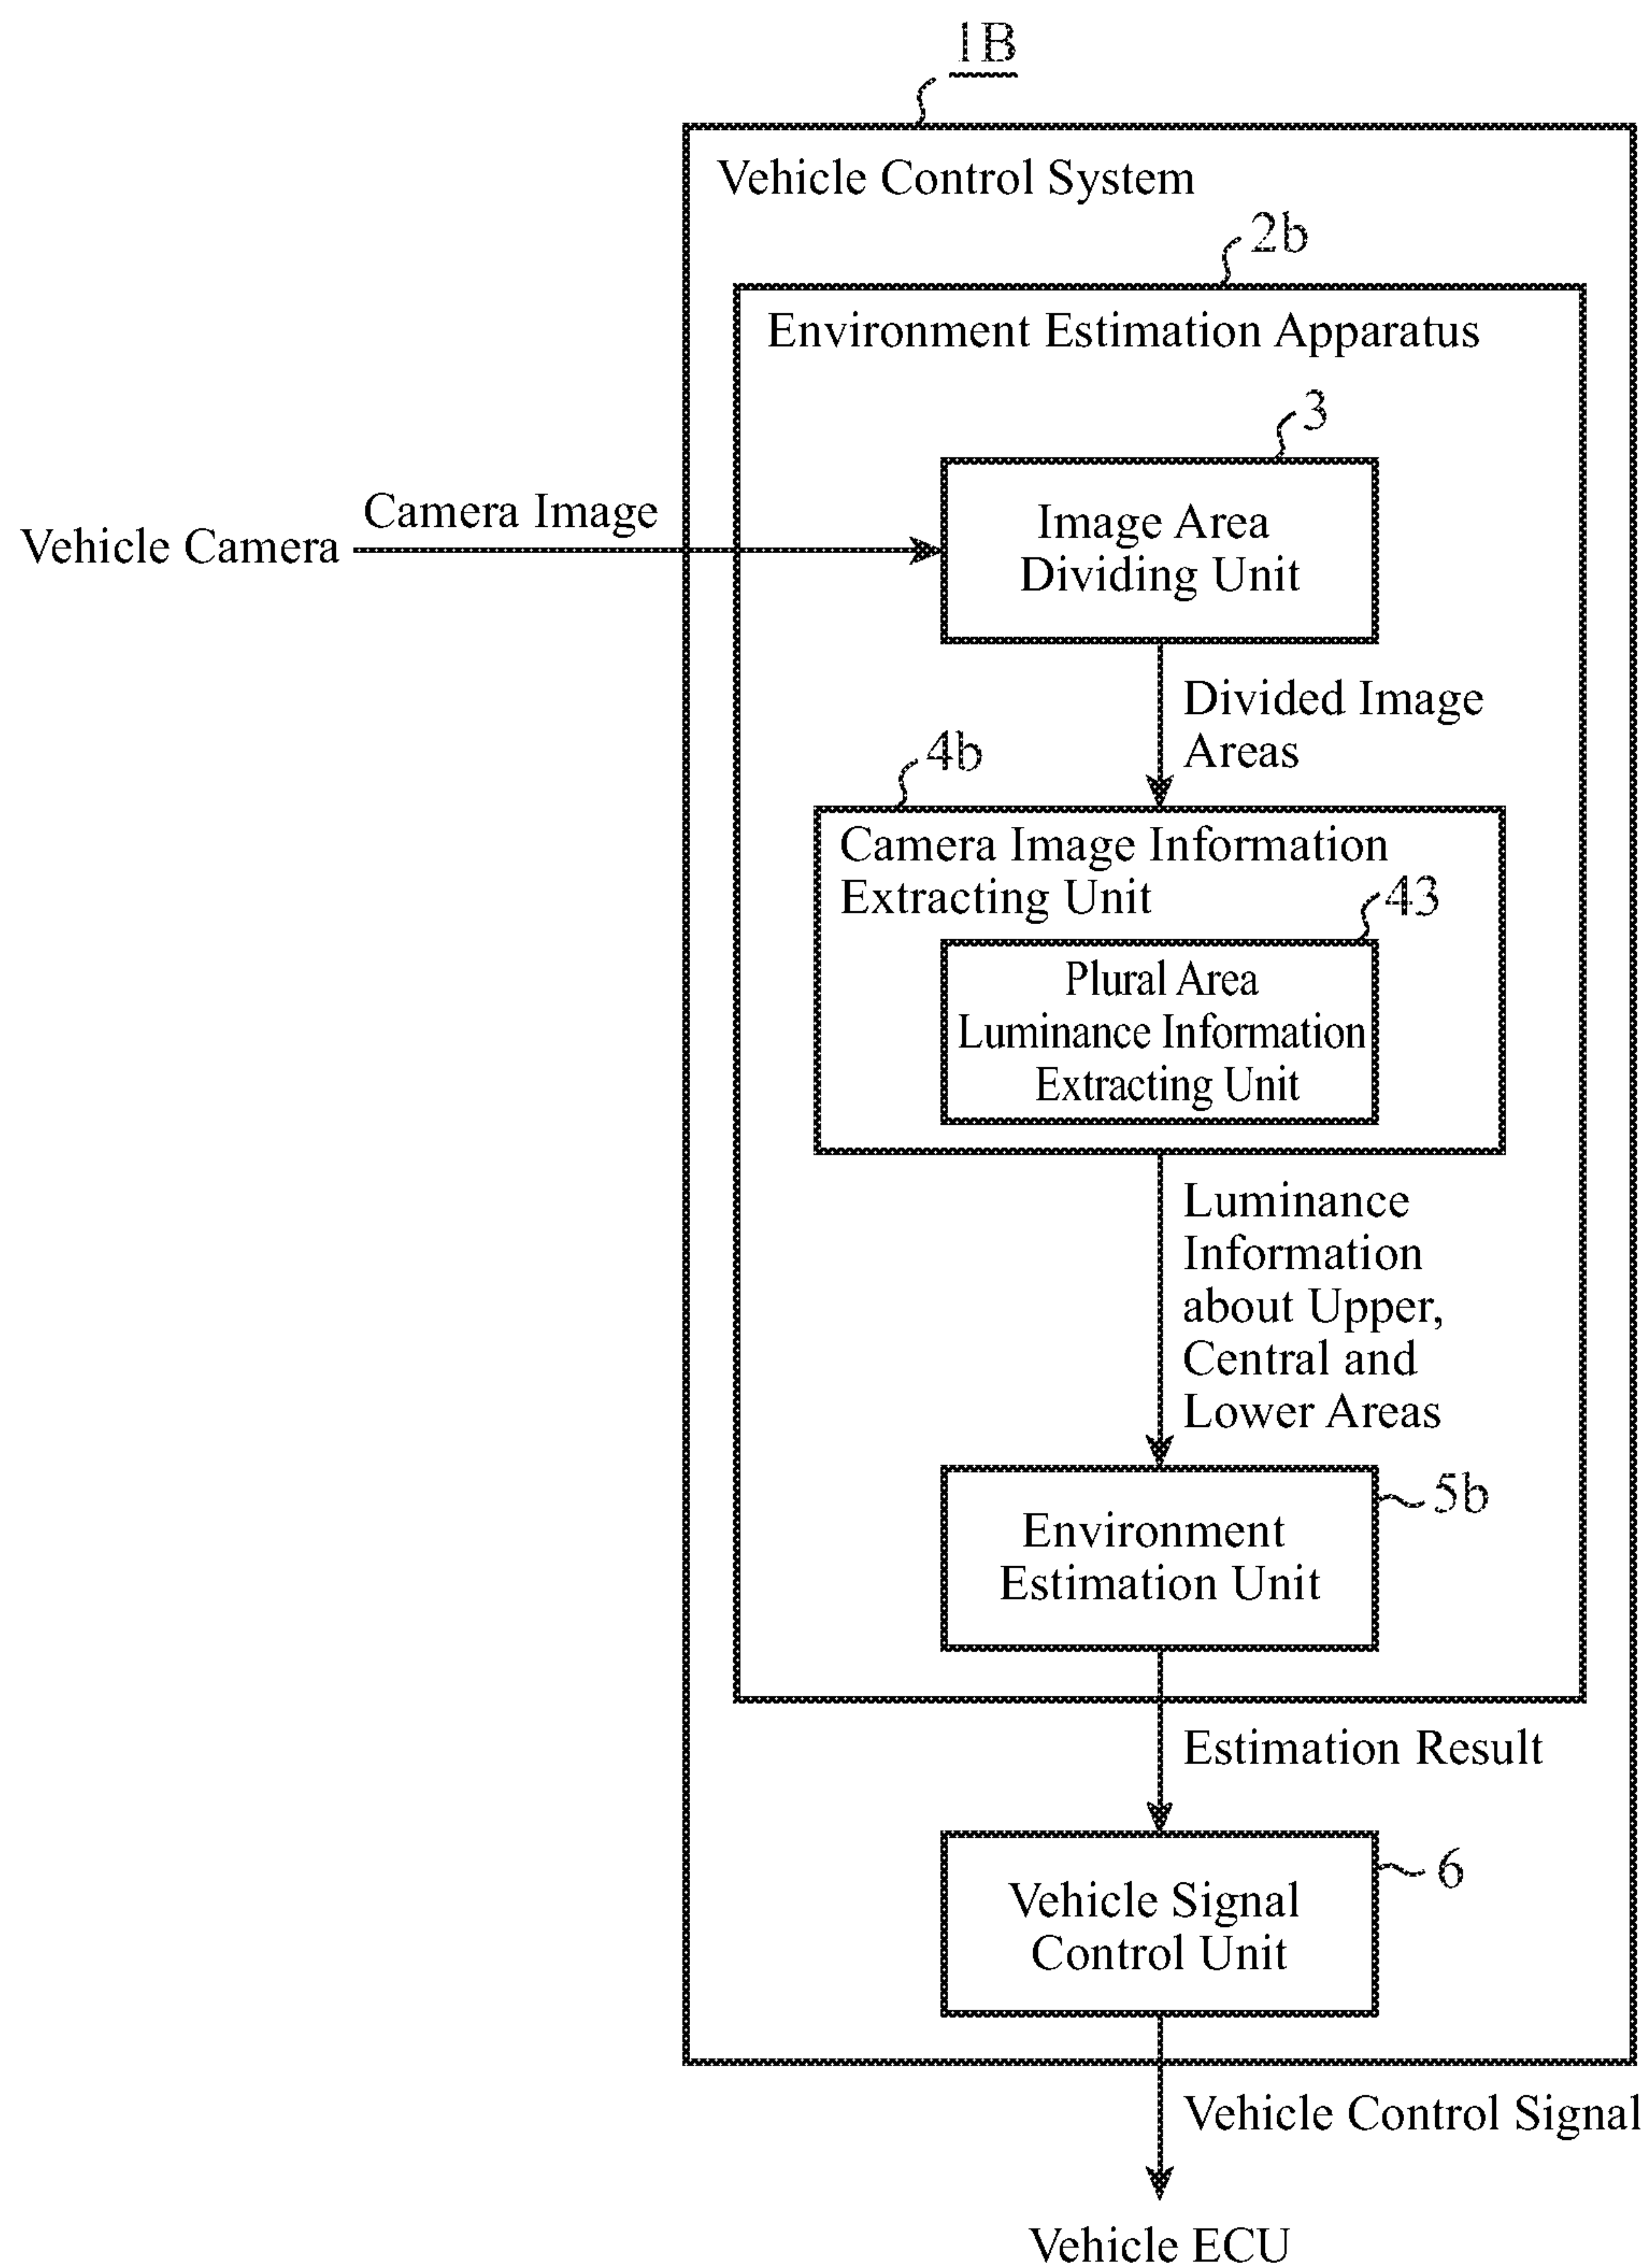 1B
Vehicle Control System
2b
Environment Estimation Apparatus
3
Camera Image
Vehicle Camera
Image Area
Dividing Unit
Divided Image
Areas
4b
Camera Image Information
Extracting Unit
43
Plural Area
Luminance Information
Extracting Unit
Luminance
Information
about Upper,
Central and
Lower Areas
5b
Environment
Estimation Unit
Estimation Result
6
Vehicle Signal
Control Unit
Vehicle Control Signal
Vehicle ECU